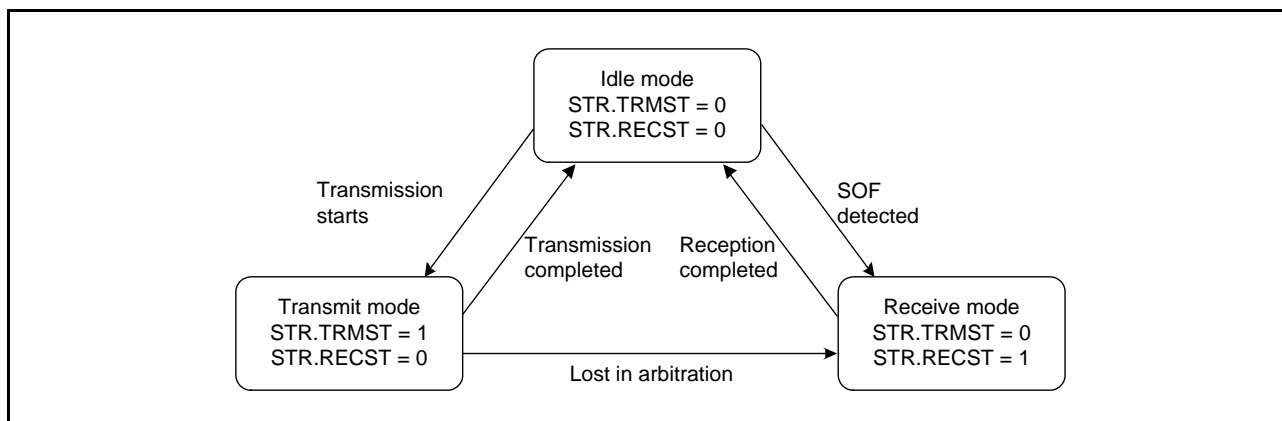 Idle mode
STR.TRMST = 0
STR.RECST = 0
Transmission
starts
SOF
detected
Transmission
completed
Reception
completed
Transmit mode
STR.TRMST = 1
STR.RECST = 0
Receive mode
STR.TRMST = 0
STR.RECST = 1
Lost in arbitration